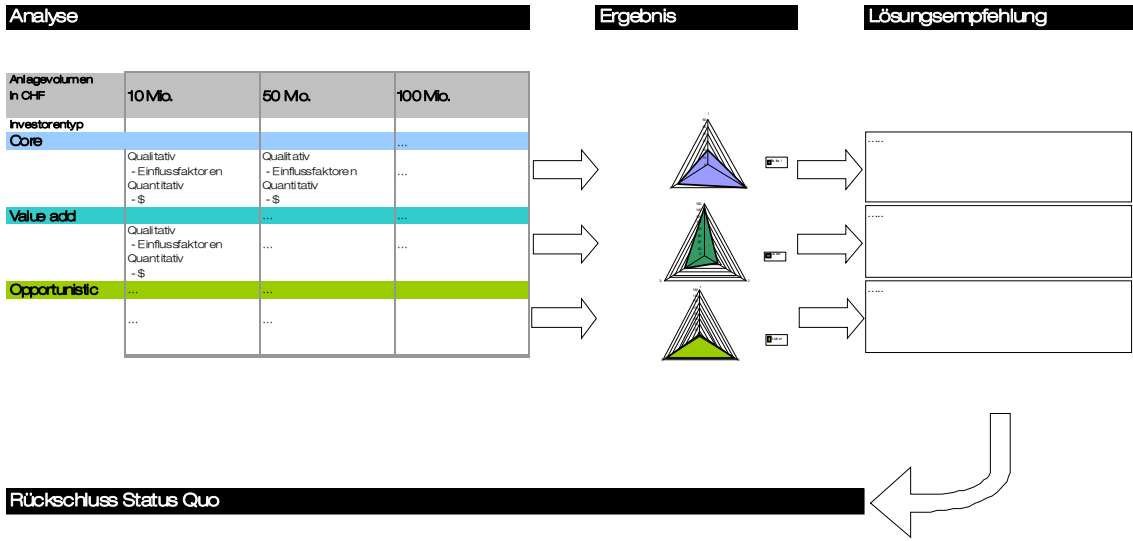 Analyse
Ergebnis
Lösungsempfehlung
Anlagevolumen
in CHF
10 Mio.
50 Mio.
100 Mio.
Investorentyp
Core
...
Qualitativ
- Einflussfaktoren
Quantitativ
- $
Qualitativ
- Einflussfaktoren
Quantitativ
- $
...
.....
Value add
...
...
Qualitativ
- Einflussfaktoren
Quantitativ
- $
...
...
.....
Opportunistic
...
...
...
...
.....
Rückschluss Status Quo